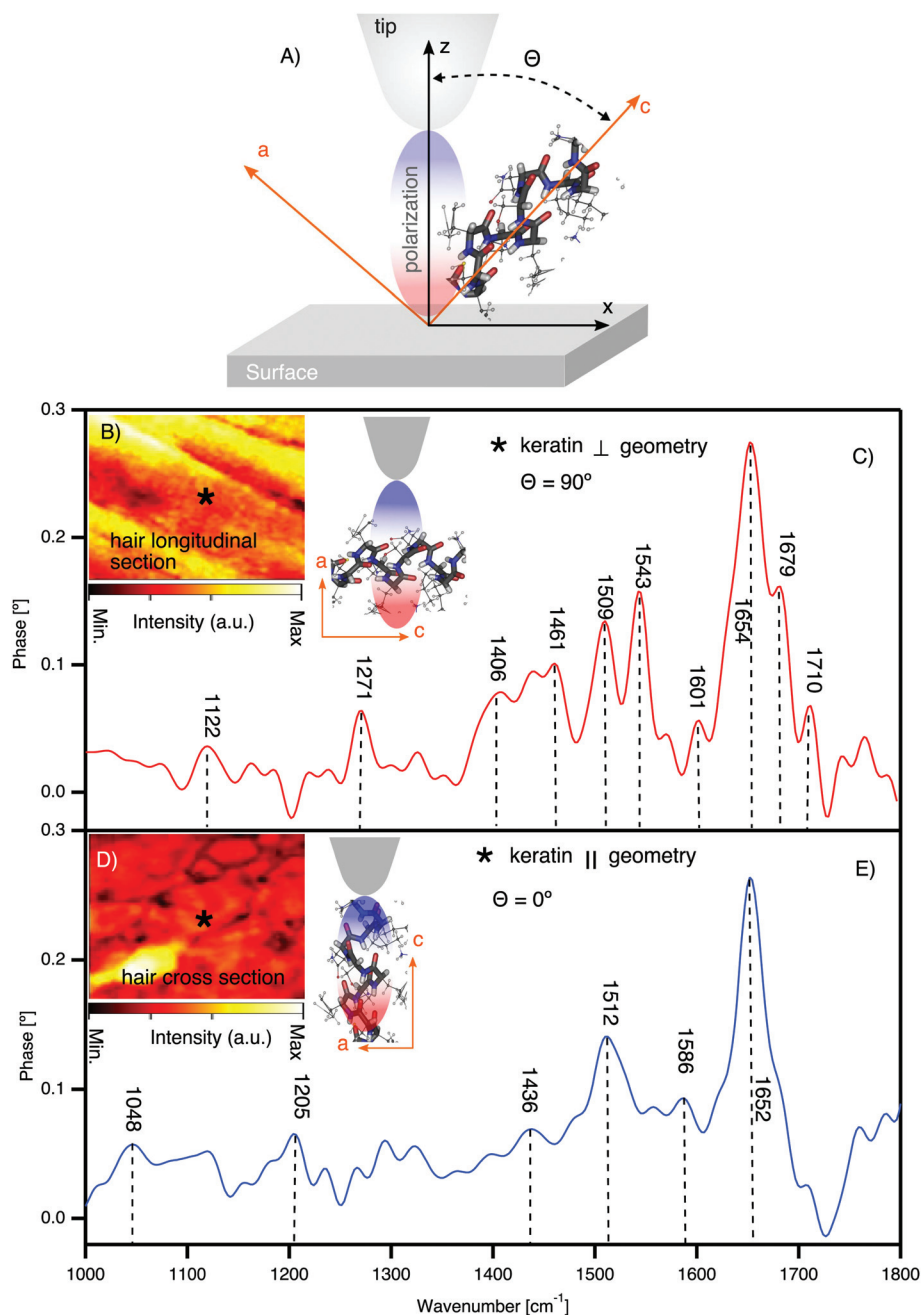 A)
tip
z
Θ
c
a
polarization
x
Surface
0.3
0.2
0.1
0.0
Phase [º]
B)
hair longitudinal
section
Min.
Intensity (a.u.)
Max
a
c
* keratin ⊥ geometry
Θ = 90º
C)
1122
1271
1406
1461
1509
1543
1601
1654
1679
1710
0.3
0.2
0.1
0.0
Phase [º]
D)
hair cross section
Min.
Intensity (a.u.)
Max
c
a
* keratin || geometry
Θ = 0º
E)
1048
1205
1436
1512
1586
1652
1000 1100 1200 1300 1400 1500 1600 1700 1800
Wavenumber [cm⁻¹]